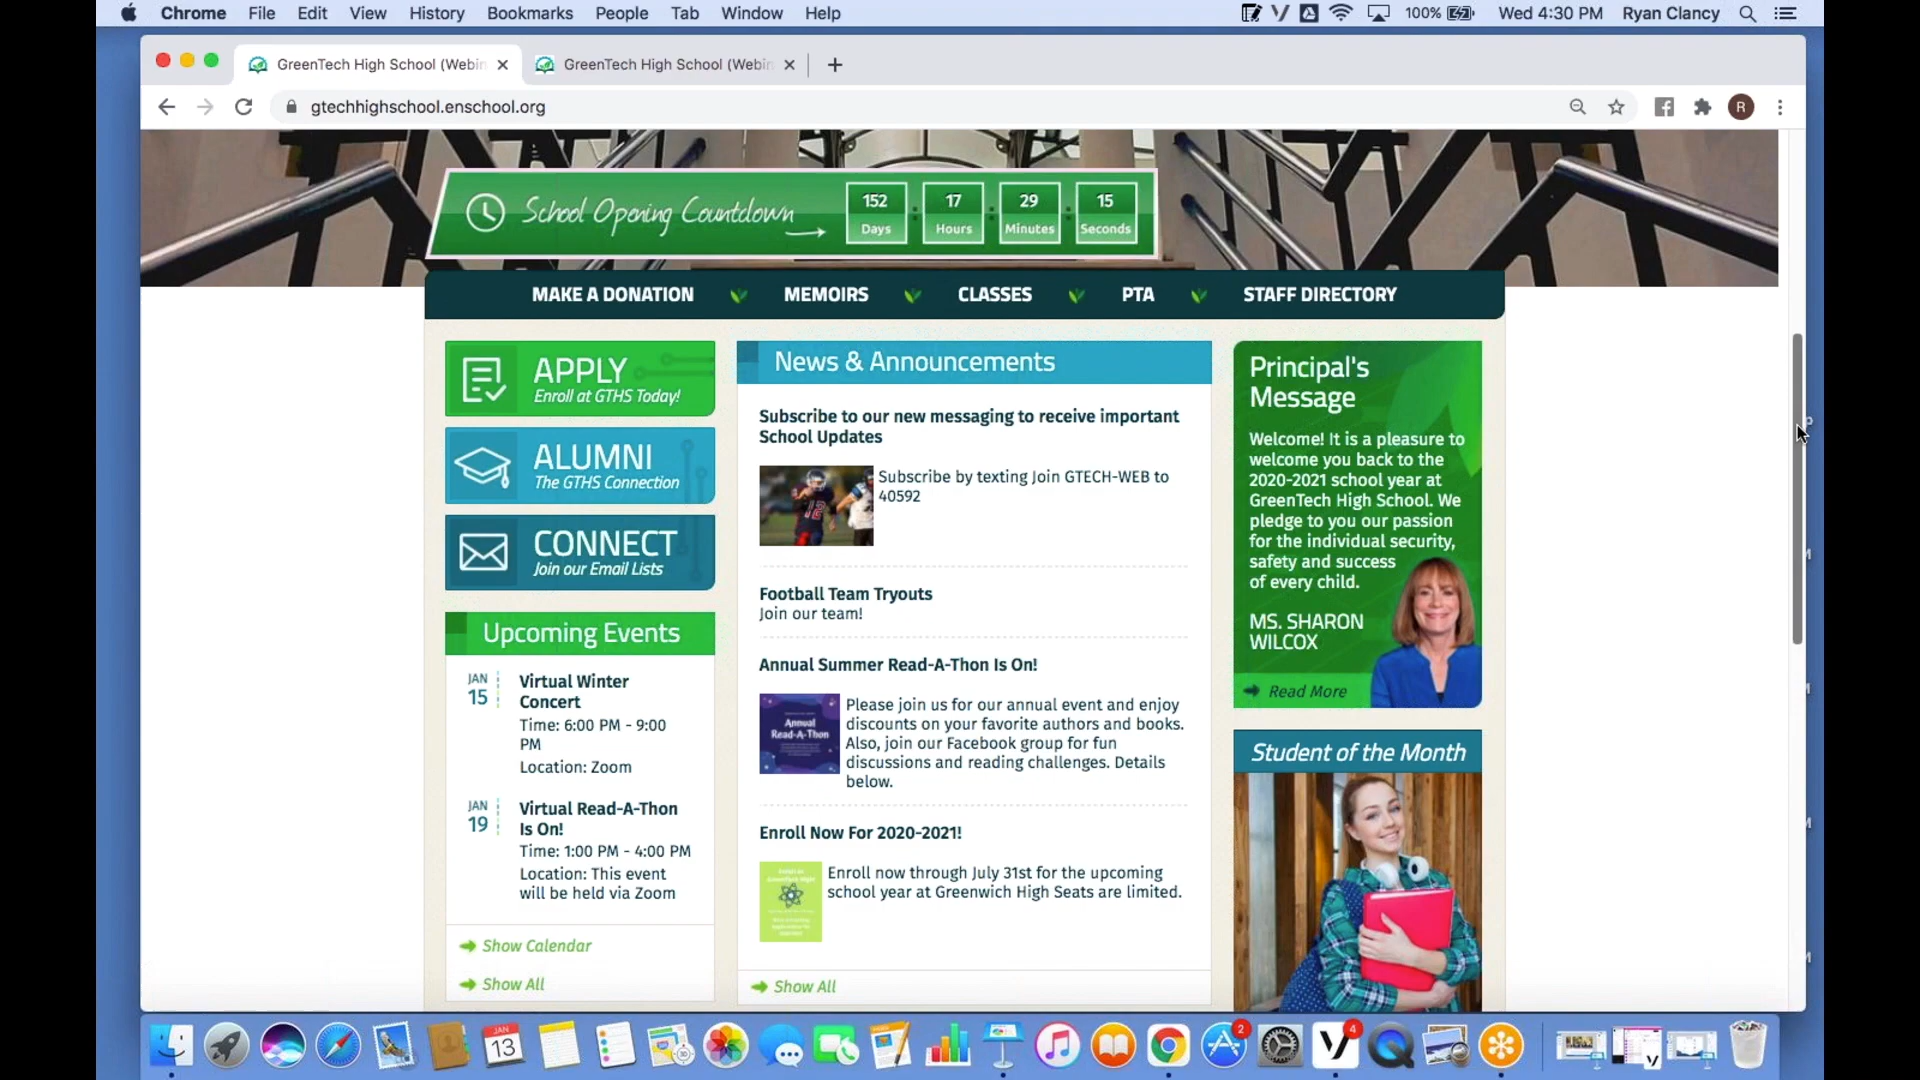 Chrome File Edit View History Bookmarks People Tab Window Help 100% Wed 4:30 PM Ryan Clancy
GreenTech High School (Webin
GreenTech High School (Webin
gtechhighschool.enschool.org
R
School Opening Countdown
152 Days : 17 Hours : 29 Minutes : 15 Seconds
MAKE A DONATION MEMOIRS CLASSES PTA STAFF DIRECTORY
APPLY
Enroll at GTHS Today!
ALUMNI
The GTHS Connection
CONNECT
Join our Email Lists
Upcoming Events
JAN
15
Virtual Winter
Concert
Time: 6:00 PM - 9:00
PM
Location: Zoom
JAN
19
Virtual Read-A-Thon
Is On!
Time: 1:00 PM - 4:00 PM
Location: This event
will be held via Zoom
Show Calendar
Show All
News & Announcements
Subscribe to our new messaging to receive important
School Updates
Subscribe by texting Join GTECH-WEB to
40592
12
Football Team Tryouts
Join our team!
Annual Summer Read-A-Thon Is On!
Annual
Read-A-Thon
Please join us for our annual event and enjoy
discounts on your favorite authors and books.
Also, join our Facebook group for fun
discussions and reading challenges. Details
below.
Enroll Now For 2020-2021!
Enroll now through July 31st for the upcoming
school year at Greenwich High Seats are limited.
Show All
Principal's
Message
Welcome! It is a pleasure to
welcome you back to the
2020-2021 school year at
GreenTech High School. We
pledge to you our passion
for the individual security,
safety and success
of every child.
MS. SHARON
WILCOX
Read More
Student of the Month
JAN
13
2
4